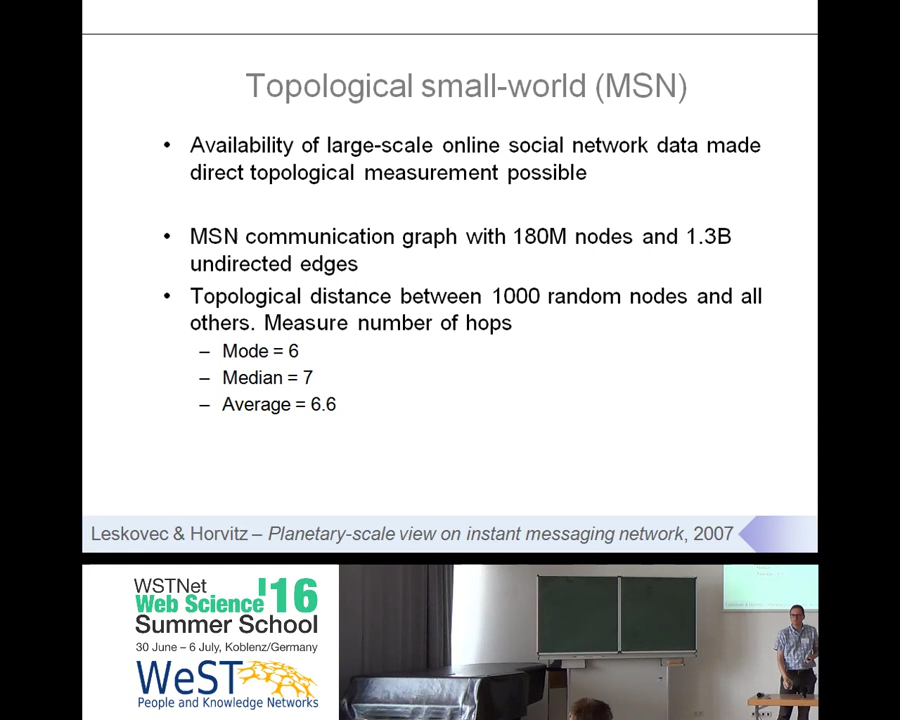 Topological small-world (MSN)
• Availability of large-scale online social network data made
direct topological measurement possible
• MSN communication graph with 180M nodes and 1.3B
undirected edges
• Topological distance between 1000 random nodes and all
others. Measure number of hops
– Mode = 6
– Median = 7
– Average = 6.6
Leskovec & Horvitz – Planetary-scale view on instant messaging network, 2007
WSTNet
Web Science '16
Summer School
30 June – 6 July, Koblenz/Germany
WeST
People and Knowledge Networks